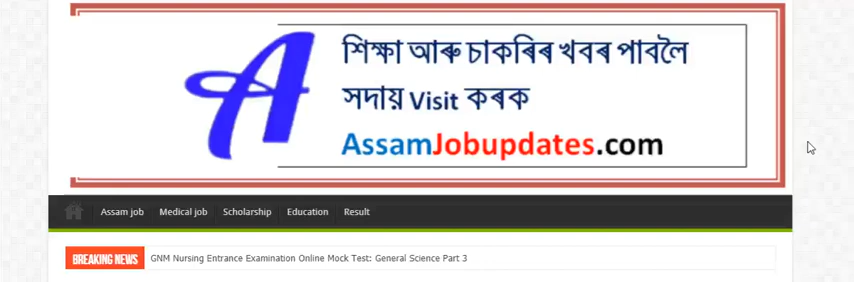 শিক্ষা আৰু চাকৰিৰ খবৰ পাবলৈ
সদায় Visit কৰক
AssamJobupdates.com
Assam job Medical job Scholarship Education Result
BREAKING NEWS GNM Nursing Entrance Examination Online Mock Test: General Science Part 3